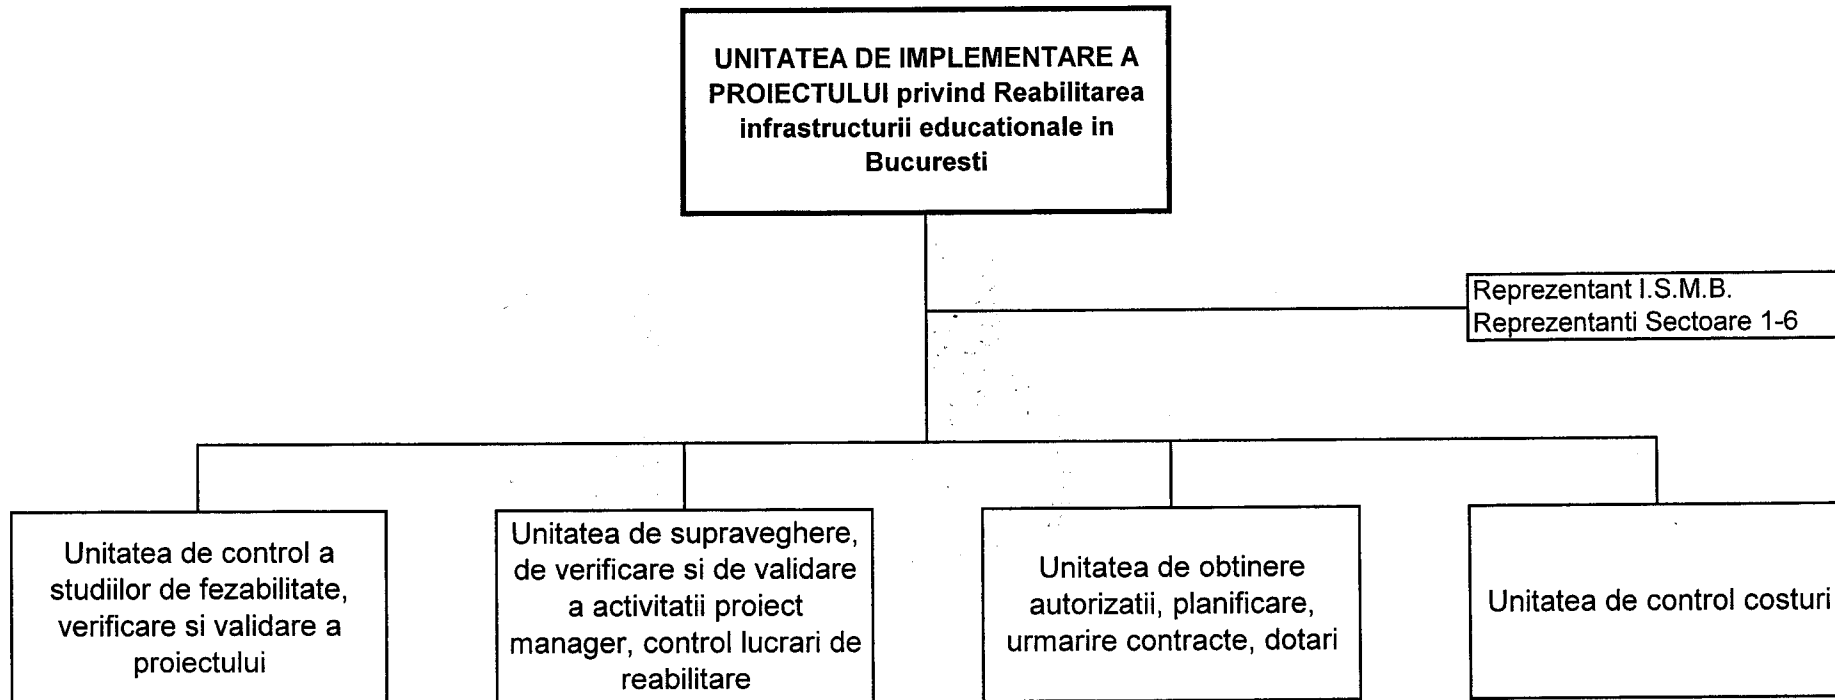 UNITATEA DE IMPLEMENTARE A
PROIECTULUI privind Reabilitarea
infrastructurii educationale in
Bucuresti
Reprezentant I.S.M.B.
Reprezentanti Sectoare 1-6
Unitatea de control a
studiilor de fezabilitate,
verificare si validare a
proiectului
Unitatea de supraveghere,
de verificare si de validare
a activitatii proiect
manager, control lucrari de
reabilitare
Unitatea de obtinere
autorizatii, planificare,
urmarire contracte, dotari
Unitatea de control costuri